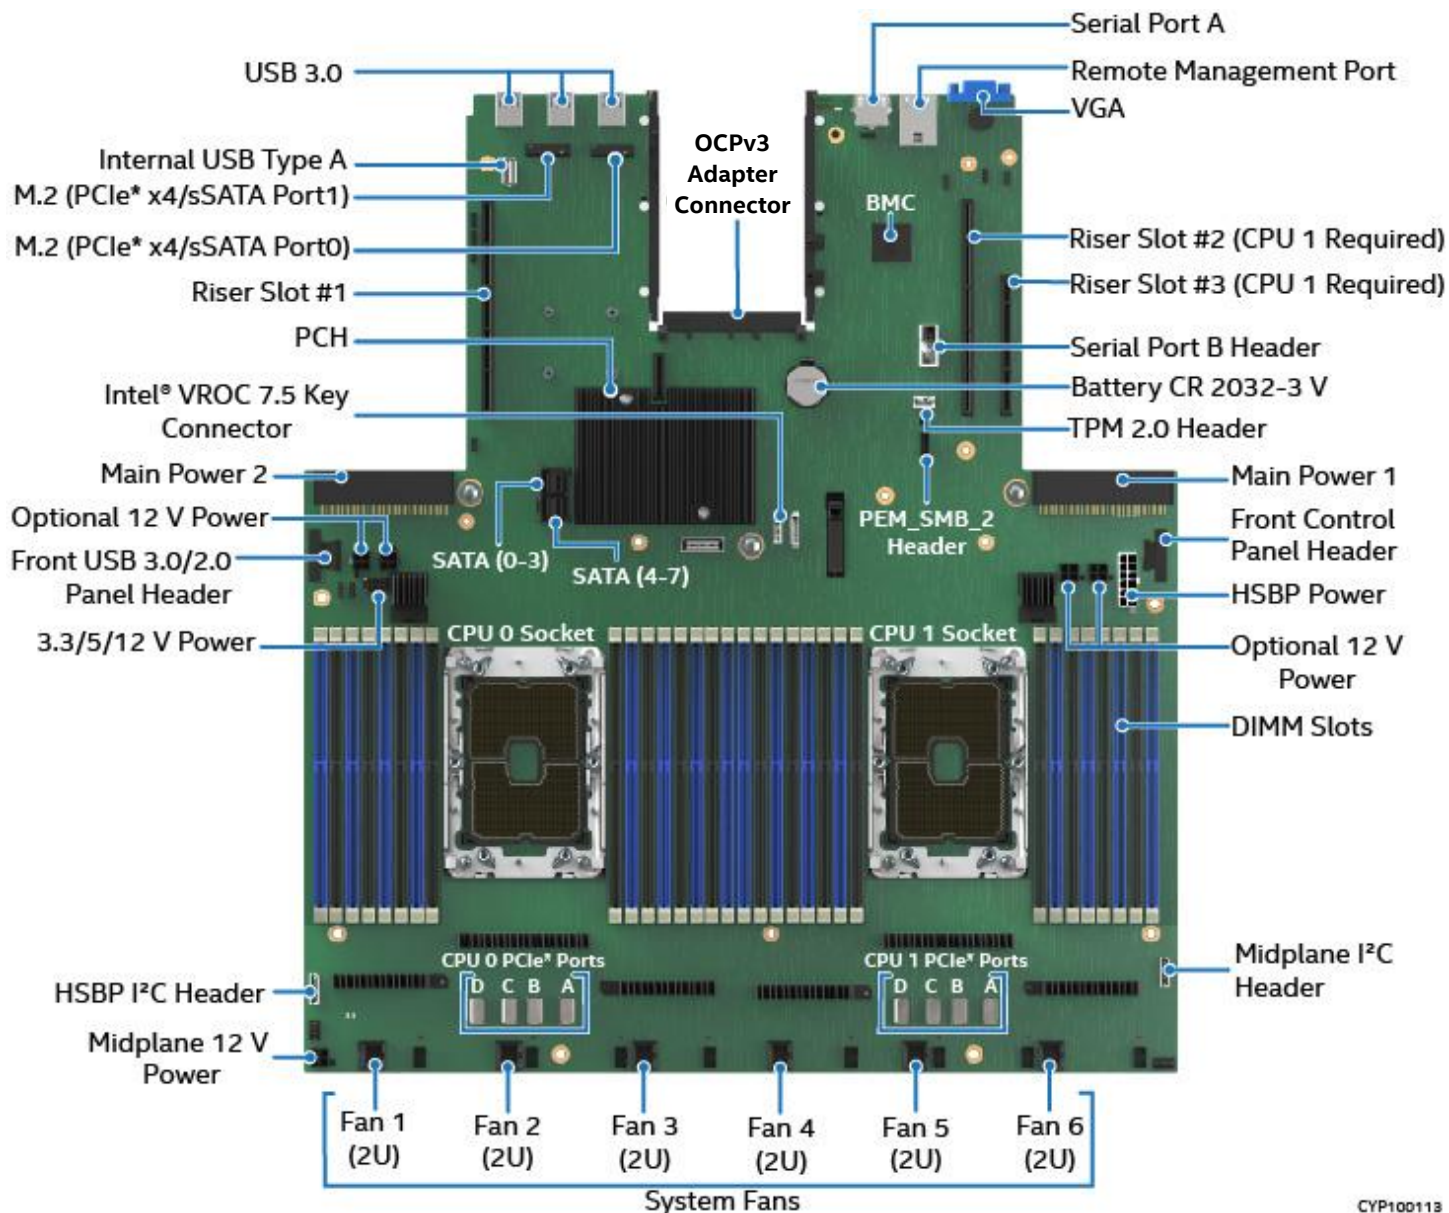 Serial Port A
USB 3.0
Remote Management Port
VGA
OCPv3
Adapter
Connector
Internal USB Type A
M.2 (PCIe* x4/sSATA Port1)
BMC
M.2 (PCIe* x4/sSATA Port0)
Riser Slot #2 (CPU 1 Required)
Riser Slot #1
Riser Slot #3 (CPU 1 Required)
PCH
Serial Port B Header
Intel® VROC 7.5 Key
Connector
Battery CR 2032-3 V
TPM 2.0 Header
Main Power 2
Main Power 1
Optional 12 V Power
PEM_SMB_2
Header
Front Control
Panel Header
Front USB 3.0/2.0
Panel Header
SATA (0-3)
SATA (4-7)
HSBP Power
3.3/5/12 V Power
CPU 0 Socket
CPU 1 Socket
Optional 12 V
Power
DIMM Slots
CPU 0 PCIe* Ports
D C B A
CPU 1 PCIe* Ports
D C B A
Midplane I²C
Header
HSBP I²C Header
Midplane 12 V
Power
Fan 1
(2U)
Fan 2
(2U)
Fan 3
(2U)
Fan 4
(2U)
Fan 5
(2U)
Fan 6
(2U)
System Fans
CYP100113